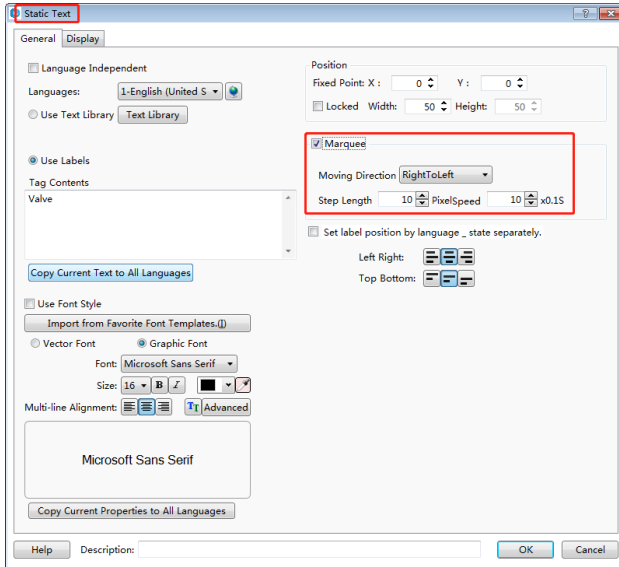 Static Text
General Display
Language Independent
Languages: 1-English (United S
Use Text Library Text Library
Use Labels
Tag Contents
Valve
Copy Current Text to All Languages
Use Font Style
Import from Favorite Font Templates.(I)
Vector Font Graphic Font
Font: Microsoft Sans Serif
Size: 16 B I
Multi-line Alignment: TT Advanced
Microsoft Sans Serif
Copy Current Properties to All Languages
Position
Fixed Point: X : 0 Y : 0
Locked Width: 50 Height: 50
Marquee
Moving Direction RightToLeft
Step Length 10 PixelSpeed 10 x0.1S
Set label position by language _ state separately.
Left Right:
Top Bottom:
Help Description: OK Cancel